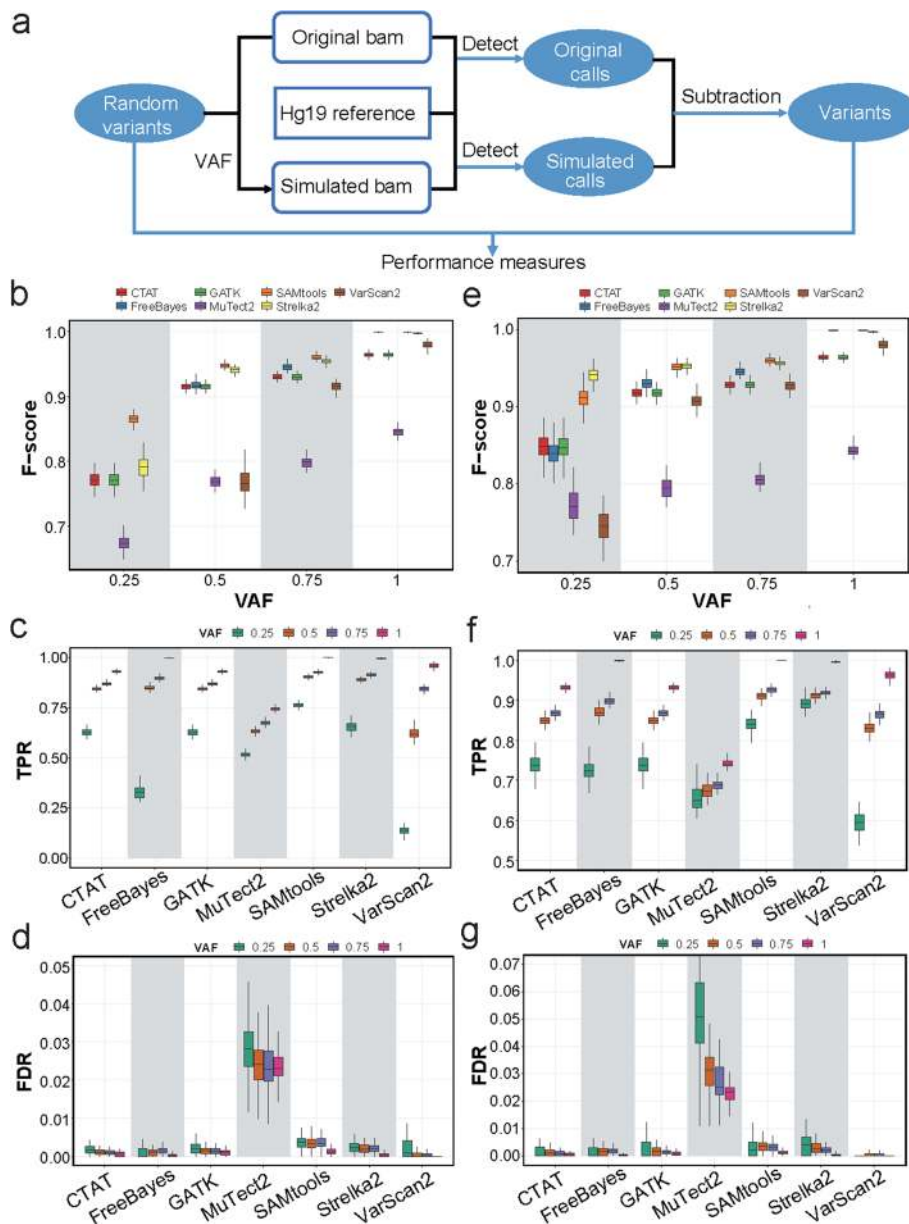 a
Original bam
Detect
Original
calls
Random
variants
Hg19 reference
Subtraction
Variants
VAF
Detect
Simulated bam
Simulated
calls
Performance measures
b
CTAT GATK SAMtools VarScan2
FreeBayes MuTect2 Strelka2
1.0
0.9
0.8
0.7
F-score
0.25 0.5 0.75 1
VAF
e
CTAT GATK SAMtools VarScan2
FreeBayes MuTect2 Strelka2
1.0
0.9
0.8
0.7
F-score
0.25 0.5 0.75 1
VAF
c
VAF 0.25 0.5 0.75 1
1.00
0.75
0.50
0.25
0.00
TPR
CTAT FreeBayes GATK MuTect2 SAMtools Strelka2 VarScan2
f
VAF 0.25 0.5 0.75 1
1.0
0.9
0.8
0.7
0.6
0.5
TPR
CTAT FreeBayes GATK MuTect2 SAMtools Strelka2 VarScan2
d
VAF 0.25 0.5 0.75 1
0.05
0.04
0.03
0.02
0.01
0.00
FDR
CTAT FreeBayes GATK MuTect2 SAMtools Strelka2 VarScan2
g
VAF 0.25 0.5 0.75 1
0.07
0.06
0.05
0.04
0.03
0.02
0.01
0.00
FDR
CTAT FreeBayes GATK MuTect2 SAMtools Strelka2 VarScan2